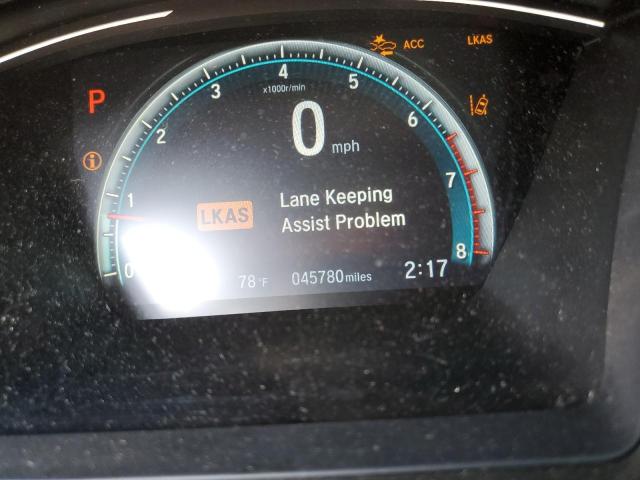 ACC
LKAS
P
x1000r/min
0 1 2 3 4 5 6 7 8
0 mph
LKAS
Lane Keeping
Assist Problem
78°F
045780 miles
2:17